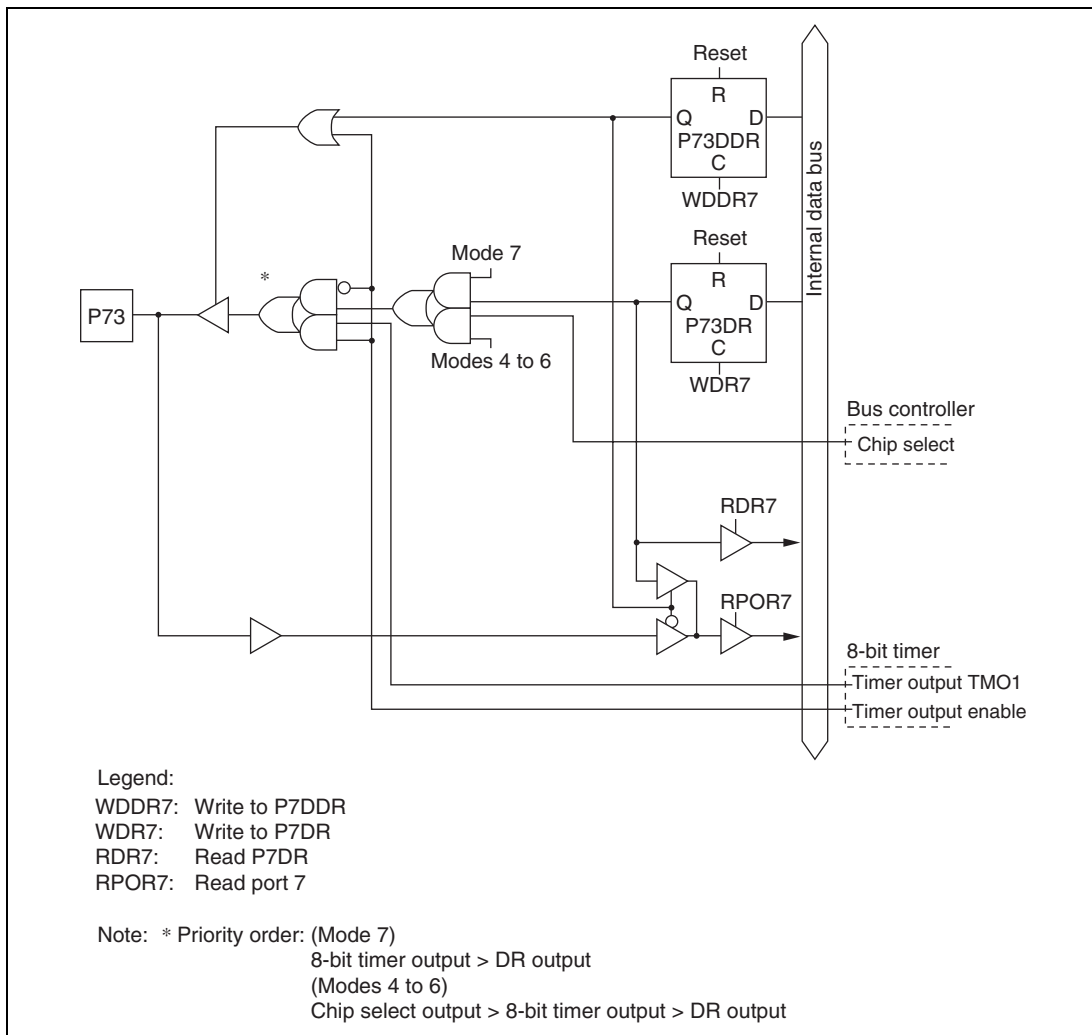 Reset
R
Q D
P73DDR
C
WDDR7
Internal data bus
Reset
R
Q D
P73DR
C
WDR7
Mode 7
*
P73
Modes 4 to 6
Bus controller
Chip select
RDR7
RPOR7
8-bit timer
Timer output TMO1
Timer output enable
Legend:
WDDR7: Write to P7DDR
WDR7: Write to P7DR
RDR7: Read P7DR
RPOR7: Read port 7
Note: * Priority order: (Mode 7)
8-bit timer output > DR output
(Modes 4 to 6)
Chip select output > 8-bit timer output > DR output